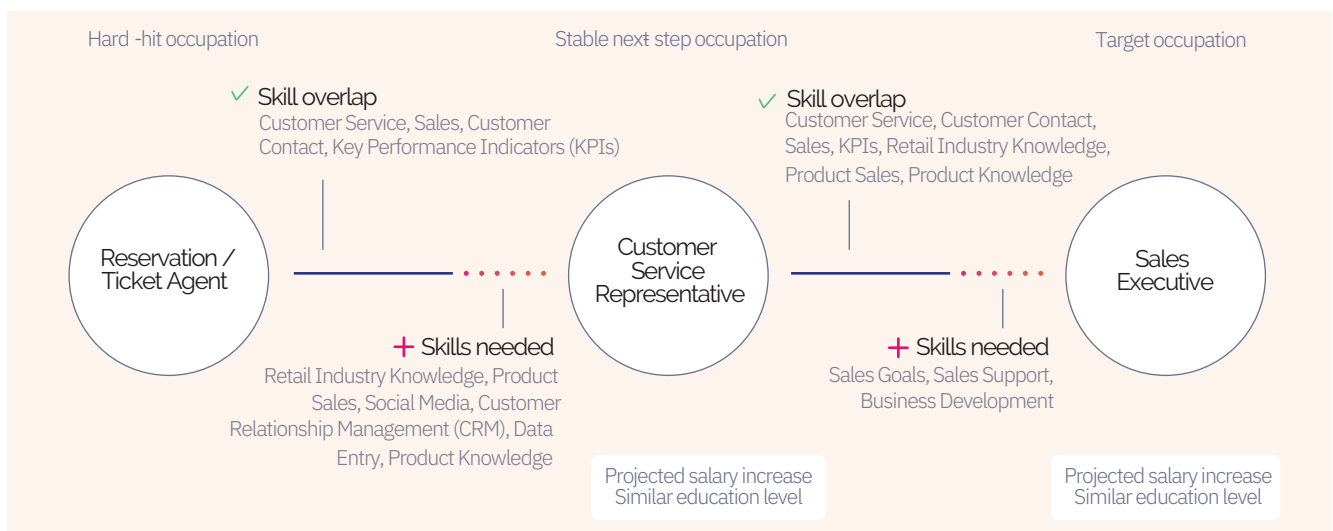 Hard -hit occupation
Stable next step occupation
Target occupation
Skill overlap
Customer Service, Sales, Customer
Contact, Key Performance Indicators (KPIs)
Skill overlap
Customer Service, Customer Contact,
Sales, KPIs, Retail Industry Knowledge,
Product Sales, Product Knowledge
Reservation /
Ticket Agent
Customer
Service
Representative
Sales
Executive
Skills needed
Retail Industry Knowledge, Product
Sales, Social Media, Customer
Relationship Management (CRM), Data
Entry, Product Knowledge
Skills needed
Sales Goals, Sales Support,
Business Development
Projected salary increase
Similar education level
Projected salary increase
Similar education level